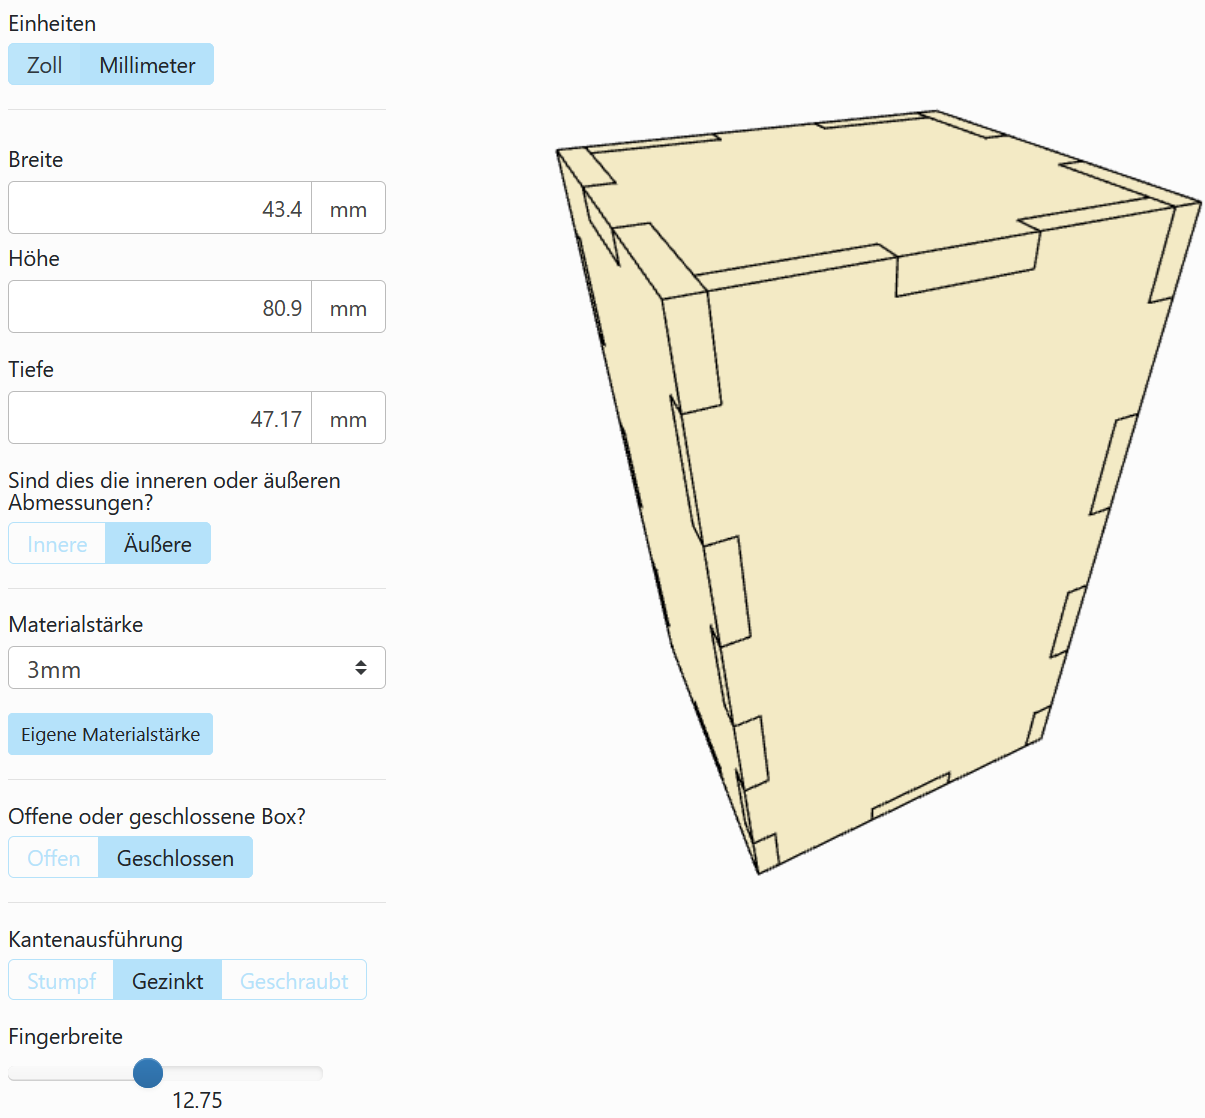 Einheiten
Zoll Millimeter
Breite
43.4 mm
Höhe
80.9 mm
Tiefe
47.17 mm
Sind dies die inneren oder äußeren
Abmessungen?
Innere Äußere
Materialstärke
3mm
Eigene Materialstärke
Offene oder geschlossene Box?
Offen Geschlossen
Kantenausführung
Stumpf Gezinkt Geschraubt
Fingerbreite
12.75